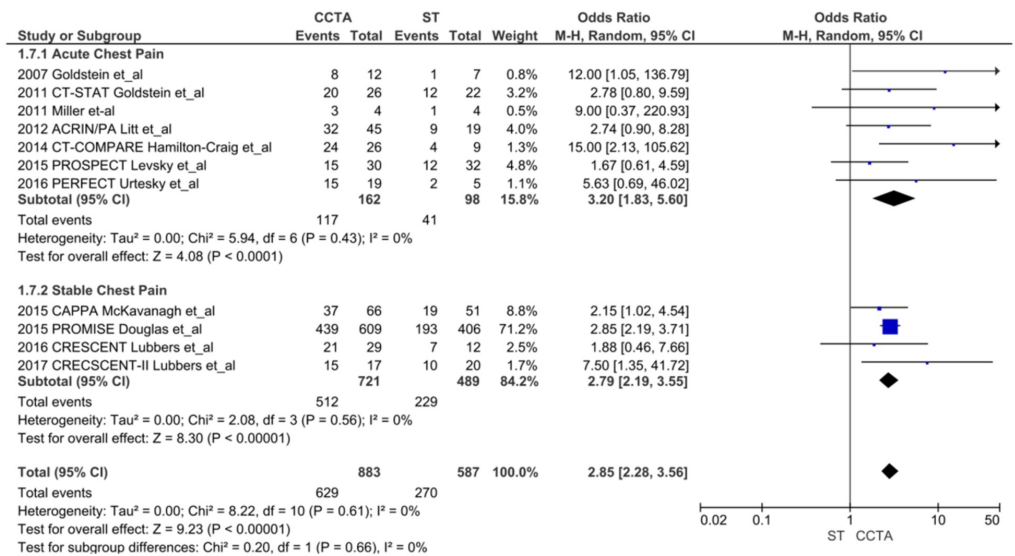 CCTA ST Odds Ratio Odds Ratio
Study or Subgroup Events Total Events Total Weight M-H, Random, 95% CI M-H, Random, 95% CI
1.7.1 Acute Chest Pain
2007 Goldstein et_al 8 12 1 7 0.8% 12.00 [1.05, 136.79]
2011 CT-STAT Goldstein et_al 20 26 12 22 3.2% 2.78 [0.80, 9.59]
2011 Miller et-al 3 4 1 4 0.5% 9.00 [0.37, 220.93]
2012 ACRIN/PA Litt et_al 32 45 9 19 4.0% 2.74 [0.90, 8.28]
2014 CT-COMPARE Hamilton-Craig et_al 24 26 4 9 1.3% 15.00 [2.13, 105.62]
2015 PROSPECT Levsky et_al 15 30 12 32 4.8% 1.67 [0.61, 4.59]
2016 PERFECT Urtesky et_al 15 19 2 5 1.1% 5.63 [0.69, 46.02]
Subtotal (95% CI) 162 98 15.8% 3.20 [1.83, 5.60]
Total events 117 41
Heterogeneity: Tau² = 0.00; Chi² = 5.94, df = 6 (P = 0.43); I² = 0%
Test for overall effect: Z = 4.08 (P < 0.0001)
1.7.2 Stable Chest Pain
2015 CAPPA McKavanagh et_al 37 66 19 51 8.8% 2.15 [1.02, 4.54]
2015 PROMISE Douglas et_al 439 609 193 406 71.2% 2.85 [2.19, 3.71]
2016 CRESCENT Lubbers et_al 21 29 7 12 2.5% 1.88 [0.46, 7.66]
2017 CRECSCENT-II Lubbers et_al 15 17 10 20 1.7% 7.50 [1.35, 41.72]
Subtotal (95% CI) 721 489 84.2% 2.79 [2.19, 3.55]
Total events 512 229
Heterogeneity: Tau² = 0.00; Chi² = 2.08, df = 3 (P = 0.56); I² = 0%
Test for overall effect: Z = 8.30 (P < 0.00001)
Total (95% CI) 883 587 100.0% 2.85 [2.28, 3.56]
Total events 629 270
Heterogeneity: Tau² = 0.00; Chi² = 8.22, df = 10 (P = 0.61); I² = 0%
Test for overall effect: Z = 9.23 (P < 0.00001)
Test for subgroup differences: Chi² = 0.20, df = 1 (P = 0.66), I² = 0%
0.02 0.1 1 10 50
ST CCTA